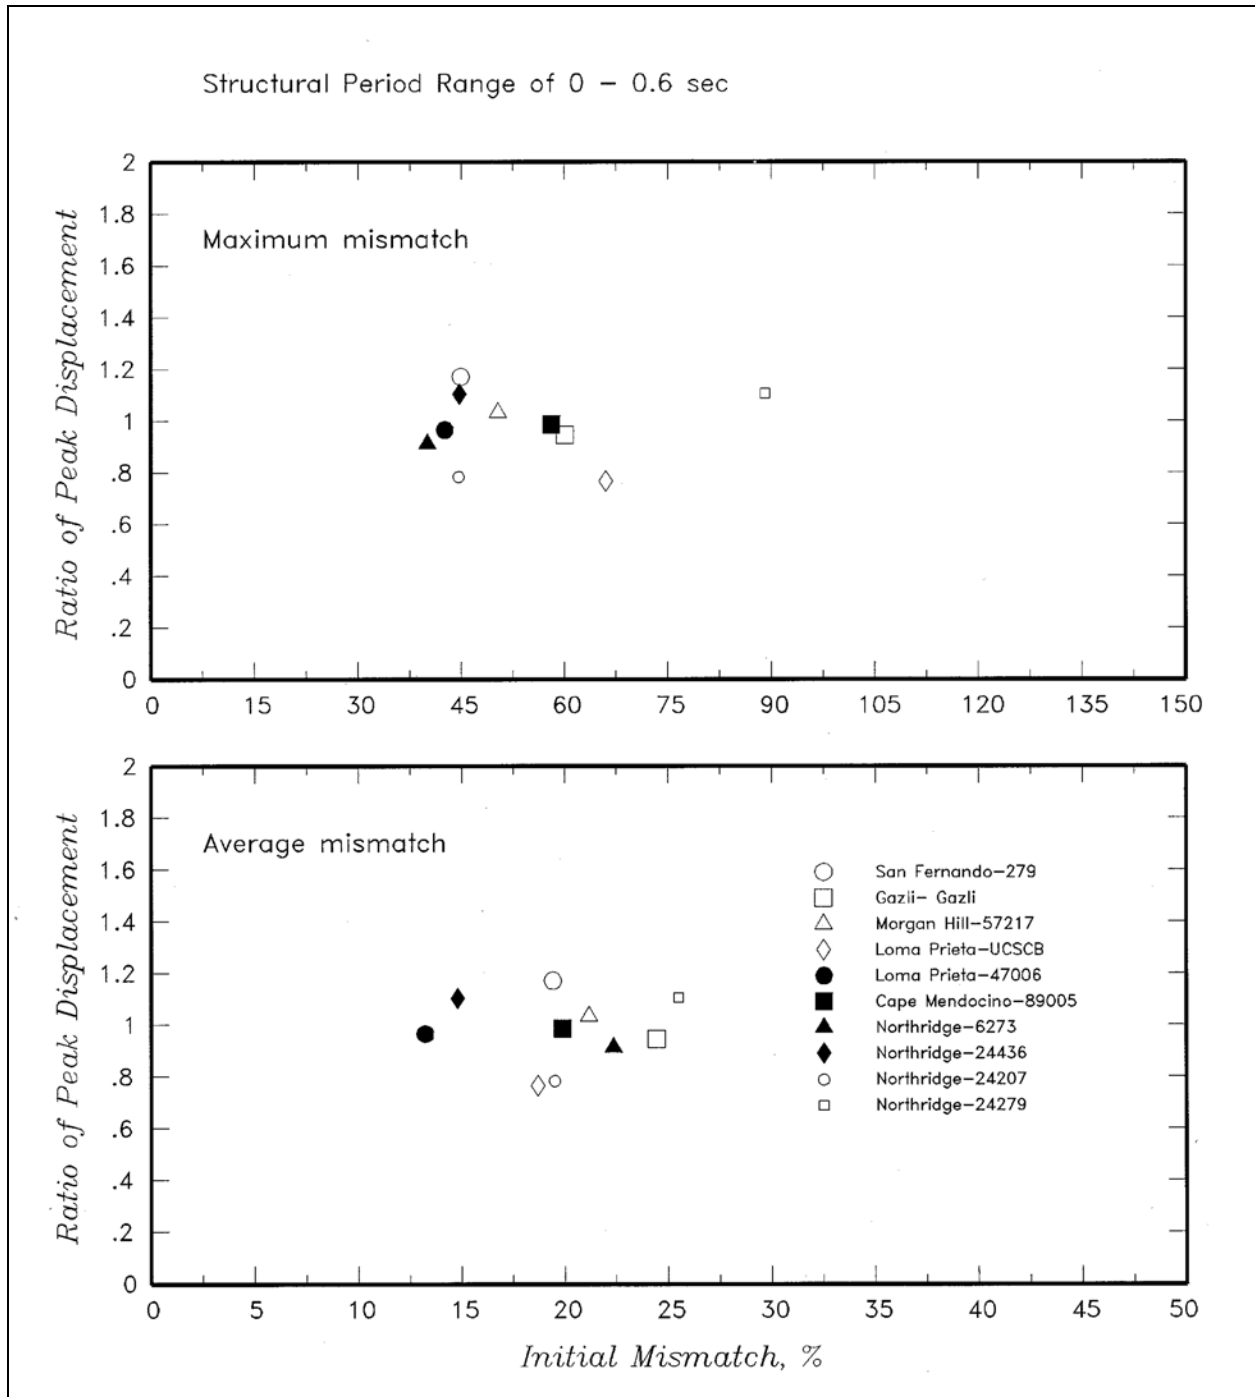 Structural Period Range of 0 – 0.6 sec
Ratio of Peak Displacement
2
1.8
1.6
1.4
1.2
1
.8
.6
.4
.2
0
Maximum mismatch
0 15 30 45 60 75 90 105 120 135 150
Ratio of Peak Displacement
2
1.8
1.6
1.4
1.2
1
.8
.6
.4
.2
0
Average mismatch
San Fernando–279
Gazli– Gazli
Morgan Hill–57217
Loma Prieta–UCSCB
Loma Prieta–47006
Cape Mendocino–89005
Northridge–6273
Northridge–24436
Northridge–24207
Northridge–24279
0 5 10 15 20 25 30 35 40 45 50
Initial Mismatch, %